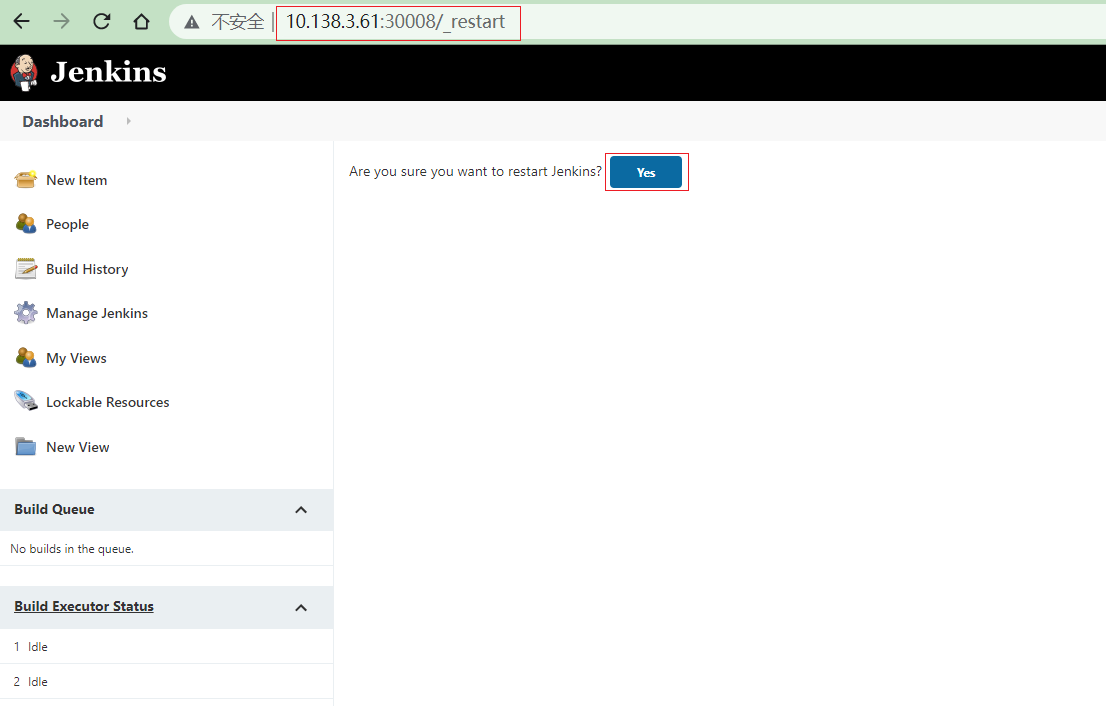 不安全 10.138.3.61:30008/_restart
Jenkins
Dashboard
Are you sure you want to restart Jenkins? Yes
New Item
People
Build History
Manage Jenkins
My Views
Lockable Resources
New View
Build Queue
No builds in the queue.
Build Executor Status
1 Idle
2 Idle